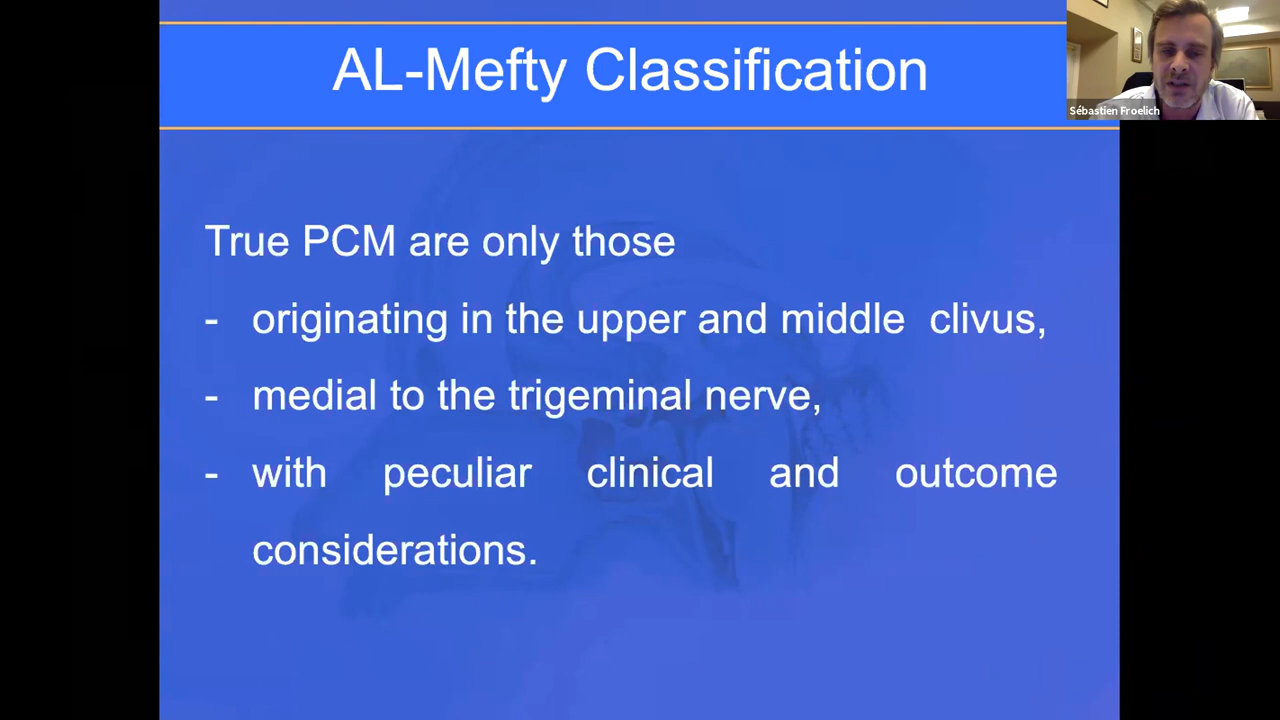 AL-Mefty Classification
Sébastien Froelich
True PCM are only those
- originating in the upper and middle clivus,
- medial to the trigeminal nerve,
- with peculiar clinical and outcome
considerations.